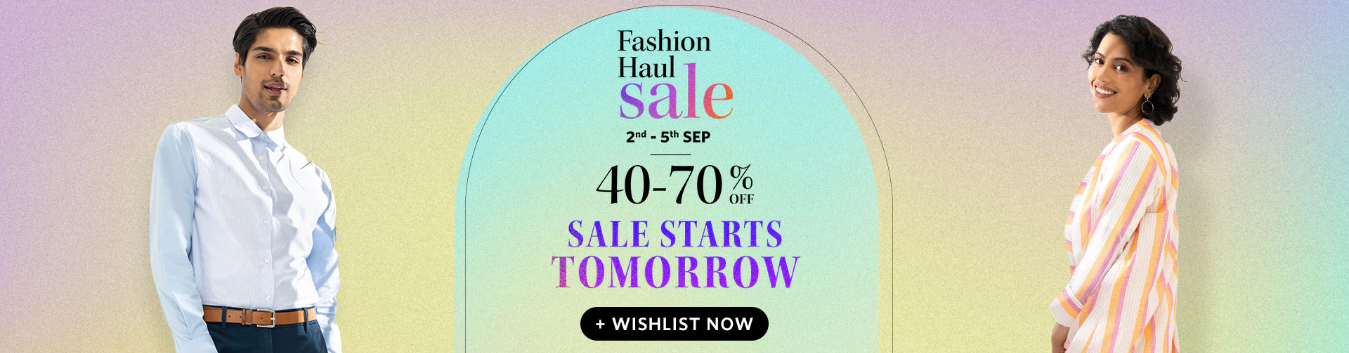 Fashion
Haul
sale
2nd - 5th SEP
40-70% OFF
SALE STARTS
TOMORROW
+ WISHLIST NOW